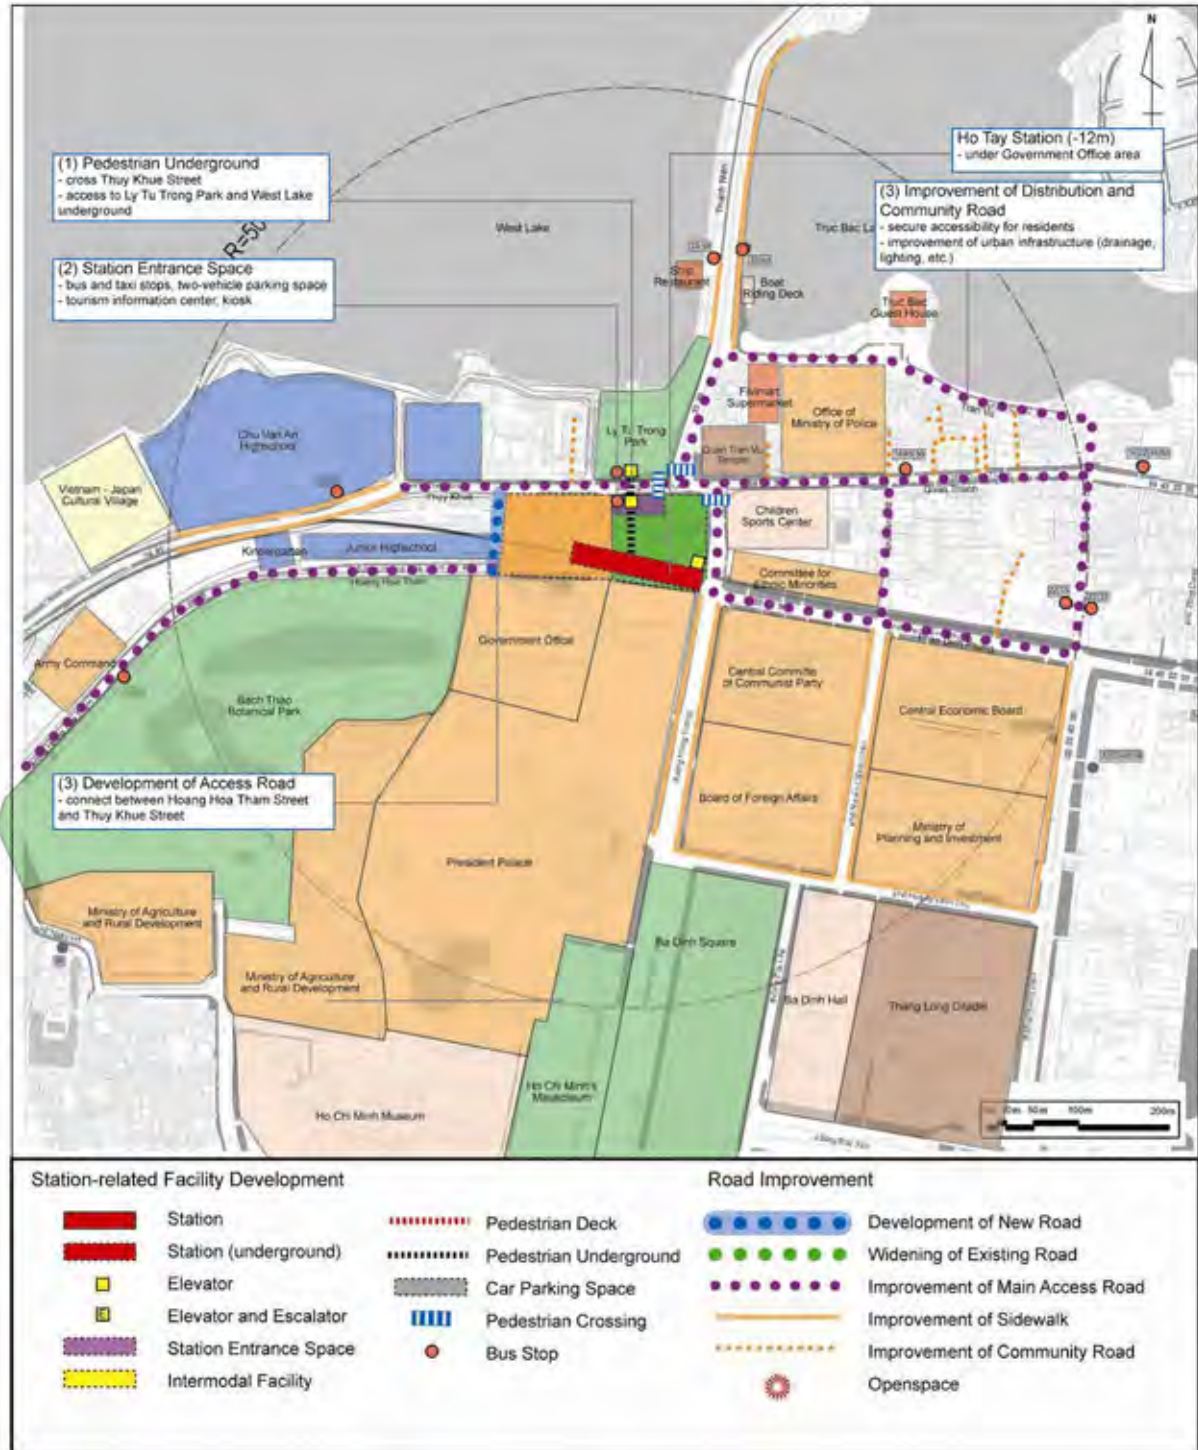 N
Ho Tay Station (-12m)
- under Government Office area
(1) Pedestrian Underground
- cross Thuy Khue Street
- access to Ly Tu Trong Park and West Lake
underground
(3) Improvement of Distribution and
Community Road
- secure accessibility for residents
- improvement of urban infrastructure (drainage,
lighting, etc.)
(2) Station Entrance Space
- bus and taxi stops, two-vehicle parking space
- tourism information center, kiosk
R=50
West Lake
Truc Bac La
Thanh Nien
Ship
Restaurant
Boat
Riding Deck
Truc Bac
Guest House
Fivimart
Supermarket
Office of
Ministry of Police
Tran Vu
Chu Van An
Highschool
Ly Tu Trong
Park
Quan Tran Vu
Temple
Vietnam - Japan
Cultural Village
Thuy Khue
Quan Thanh
Children
Sports Center
Kindergarten
Junior Highschool
Hoang Hoa Tham
Committee for
Ethnic Minorities
Army Command
Government Office
Bach Thao
Botanical Park
Central Committe
of Communist Party
Central Economic Board
Hung Vuong
(3) Development of Access Road
- connect between Hoang Hoa Tham Street
and Thuy Khue Street
Board of Foreign Affairs
Ministry of
Planning and Investment
President Palace
Ministry of Agriculture
and Rural Development
Ba Dinh Square
Ministry of Agriculture
and Rural Development
Ba Dinh Hall
Thang Long Citadel
Ho Chi Minh's
Mausoleum
Ho Chi Minh Museum
50m 100m 200m
Station-related Facility Development
Station
Station (underground)
Elevator
Elevator and Escalator
Station Entrance Space
Intermodal Facility
Pedestrian Deck
Pedestrian Underground
Car Parking Space
Pedestrian Crossing
Bus Stop
Road Improvement
Development of New Road
Widening of Existing Road
Improvement of Main Access Road
Improvement of Sidewalk
Improvement of Community Road
Openspace